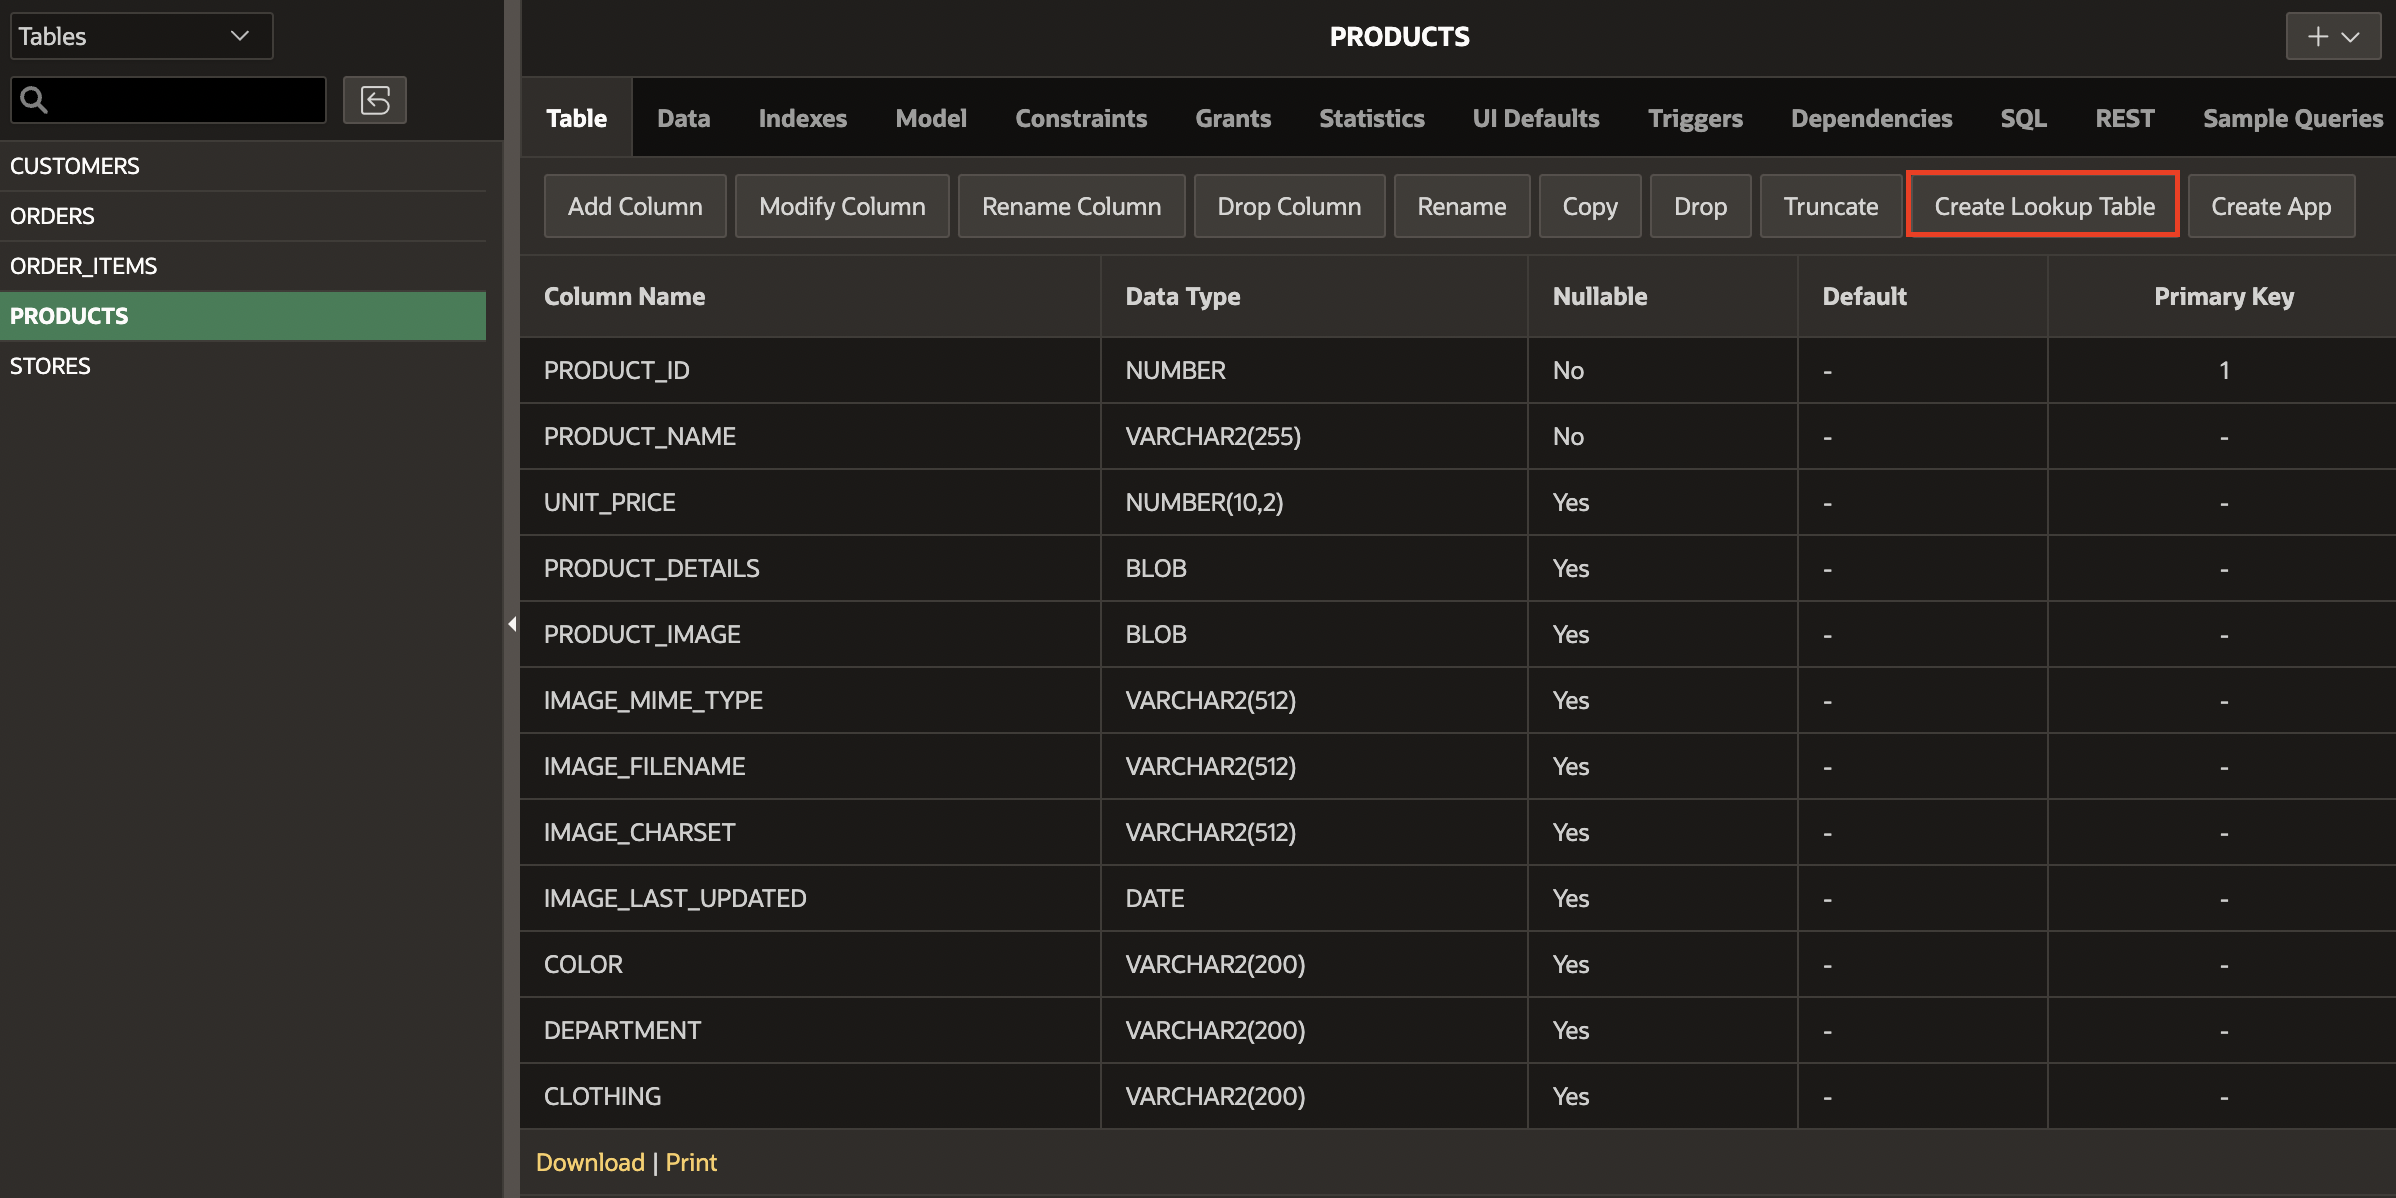 Tables
PRODUCTS
Table Data Indexes Model Constraints Grants Statistics UI Defaults Triggers Dependencies SQL REST Sample Queries
CUSTOMERS
ORDERS
ORDER_ITEMS
PRODUCTS
STORES
Add Column Modify Column Rename Column Drop Column Rename Copy Drop Truncate Create Lookup Table Create App
Column Name Data Type Nullable Default Primary Key
PRODUCT_ID NUMBER No - 1
PRODUCT_NAME VARCHAR2(255) No - -
UNIT_PRICE NUMBER(10,2) Yes - -
PRODUCT_DETAILS BLOB Yes - -
PRODUCT_IMAGE BLOB Yes - -
IMAGE_MIME_TYPE VARCHAR2(512) Yes - -
IMAGE_FILENAME VARCHAR2(512) Yes - -
IMAGE_CHARSET VARCHAR2(512) Yes - -
IMAGE_LAST_UPDATED DATE Yes - -
COLOR VARCHAR2(200) Yes - -
DEPARTMENT VARCHAR2(200) Yes - -
CLOTHING VARCHAR2(200) Yes - -
Download | Print